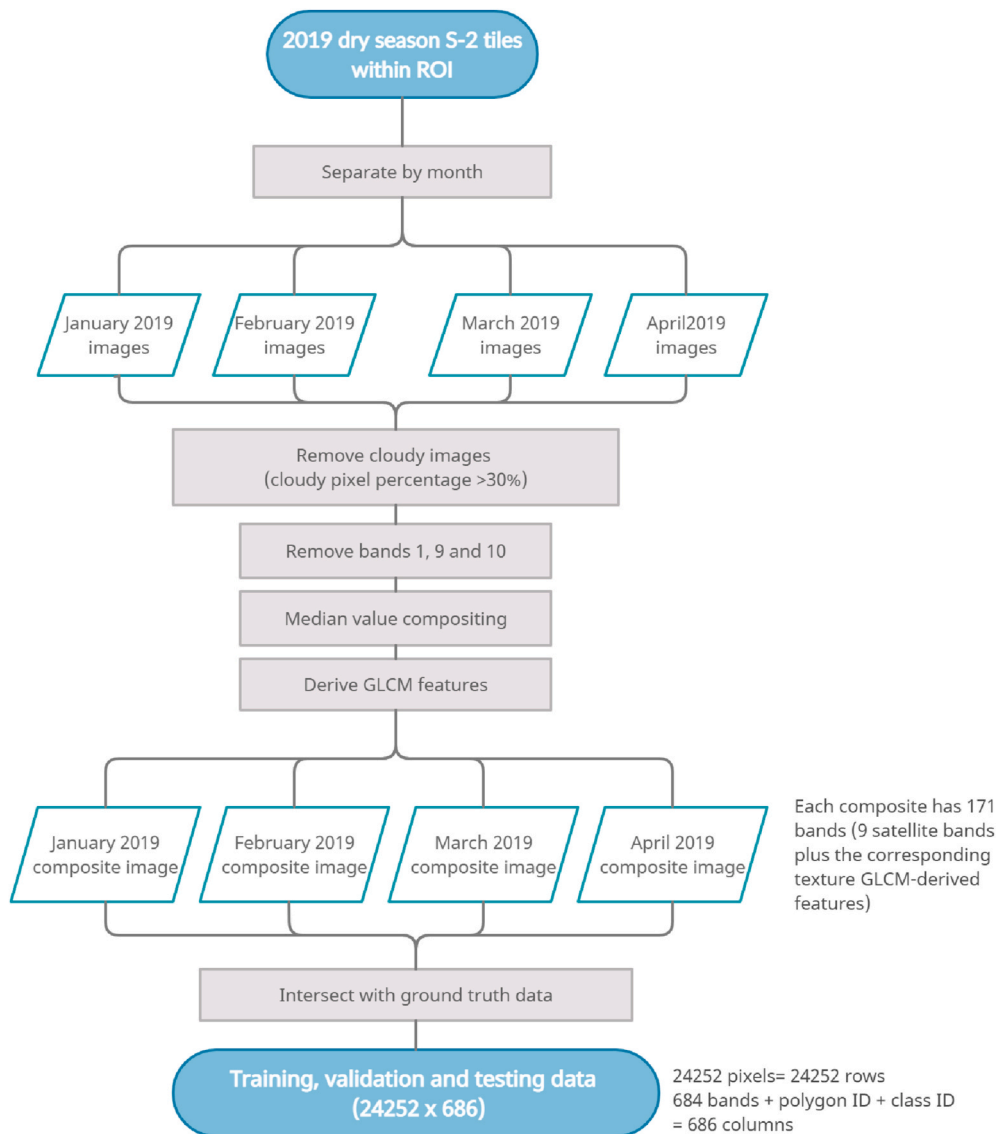 2019 dry season S-2 tiles
within ROI
Separate by month
January 2019
images
February 2019
images
March 2019
images
April2019
images
Remove cloudy images
(cloudy pixel percentage >30%)
Remove bands 1, 9 and 10
Median value compositing
Derive GLCM features
January 2019
composite image
February 2019
composite image
March 2019
composite image
April 2019
composite image
Each composite has 171
bands (9 satellite bands
plus the corresponding
texture GLCM-derived
features)
Intersect with ground truth data
Training, validation and testing data
(24252 x 686)
24252 pixels= 24252 rows
684 bands + polygon ID + class ID
= 686 columns